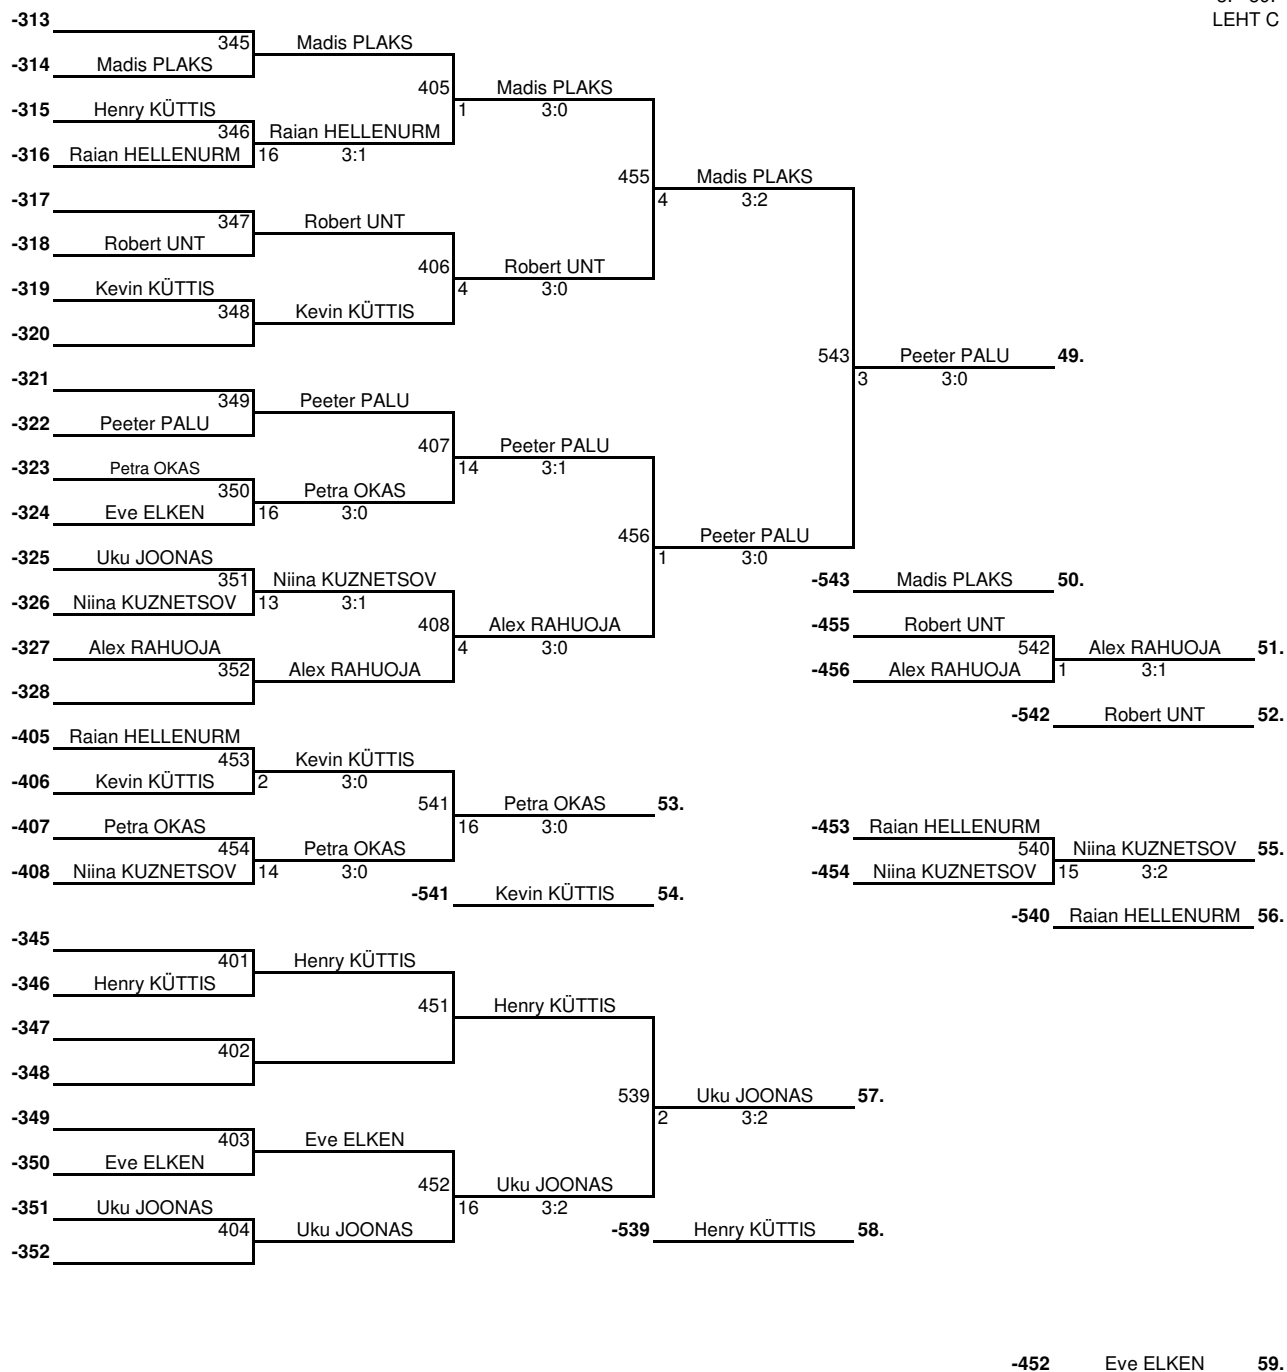 LEHT C
-313
345 Madis PLAKS
-314 Madis PLAKS
405 Madis PLAKS
-315 Henry KÜTTIS
1 3:0
346 Raian HELLENURM
-316 Raian HELLENURM 16 3:1
455 Madis PLAKS
-317
4 3:2
347 Robert UNT
-318 Robert UNT
406 Robert UNT
-319 Kevin KÜTTIS
4 3:0
348 Kevin KÜTTIS
-320
543 Peeter PALU 49.
-321
3 3:0
349 Peeter PALU
-322 Peeter PALU
407 Peeter PALU
-323 Petra OKAS
14 3:1
350 Petra OKAS
-324 Eve ELKEN 16 3:0
456 Peeter PALU
-325 Uku JOONAS
1 3:0
351 Niina KUZNETSOV
-543 Madis PLAKS 50.
-326 Niina KUZNETSOV 13 3:1
408 Alex RAHUOJA
-455 Robert UNT
-327 Alex RAHUOJA
4 3:0
542 Alex RAHUOJA 51.
352 Alex RAHUOJA
-456 Alex RAHUOJA 1 3:1
-328
-542 Robert UNT 52.
-405 Raian HELLENURM
453 Kevin KÜTTIS
-406 Kevin KÜTTIS 2 3:0
541 Petra OKAS 53.
-407 Petra OKAS
16 3:0
-453 Raian HELLENURM
454 Petra OKAS
540 Niina KUZNETSOV 55.
-408 Niina KUZNETSOV 14 3:0
-454 Niina KUZNETSOV 15 3:2
-541 Kevin KÜTTIS 54.
-540 Raian HELLENURM 56.
-345
401 Henry KÜTTIS
-346 Henry KÜTTIS
451 Henry KÜTTIS
-347
402
-348
539 Uku JOONAS 57.
-349
2 3:2
403 Eve ELKEN
-350 Eve ELKEN
452 Uku JOONAS
-351 Uku JOONAS
16 3:2
404 Uku JOONAS
-539 Henry KÜTTIS 58.
-352
-452 Eve ELKEN 59.